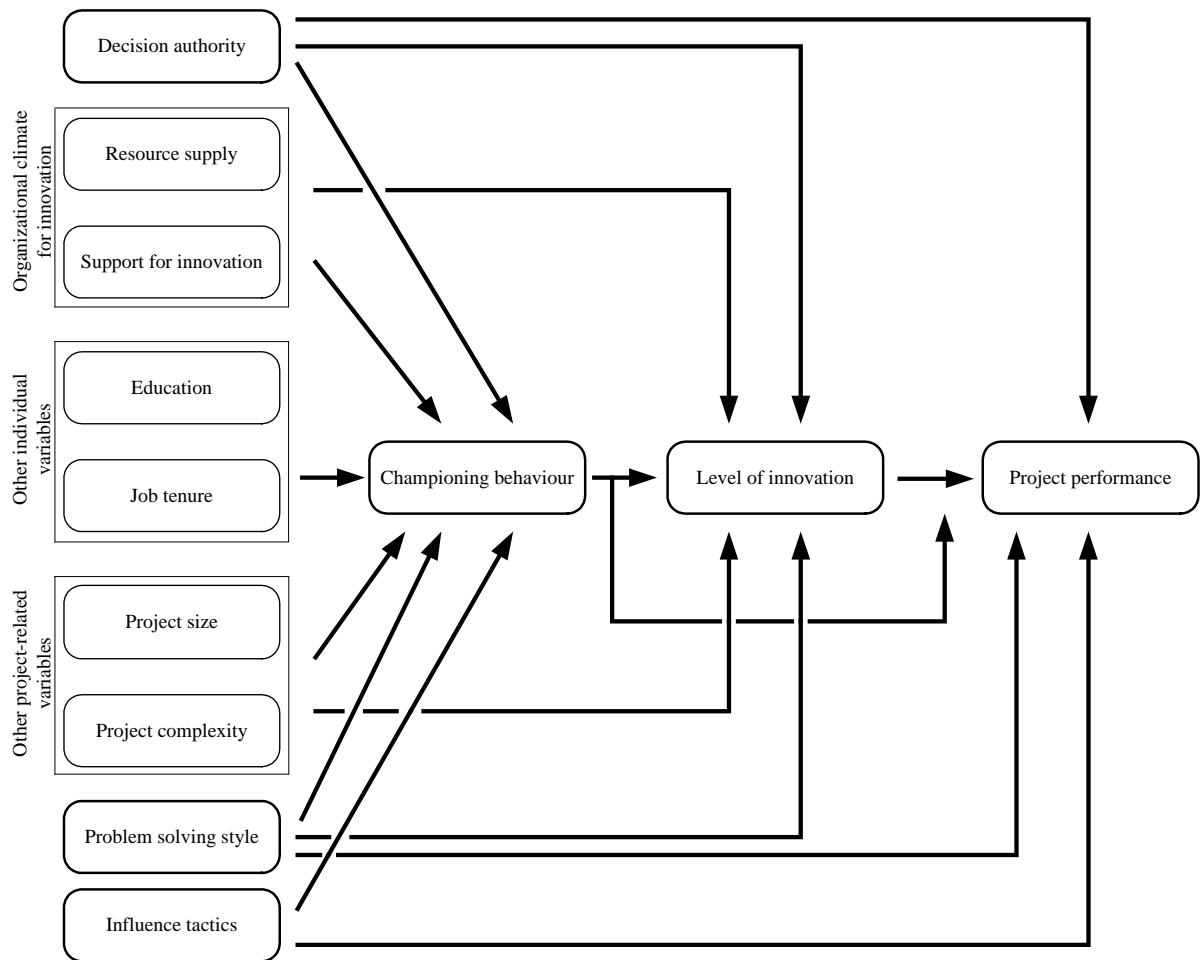 Decision authority
Organizational climate
for innovation
Resource supply
Support for innovation
Other individual
variables
Education
Job tenure
Championing behaviour
Level of innovation
Project performance
Other project-related
variables
Project size
Project complexity
Problem solving style
Influence tactics